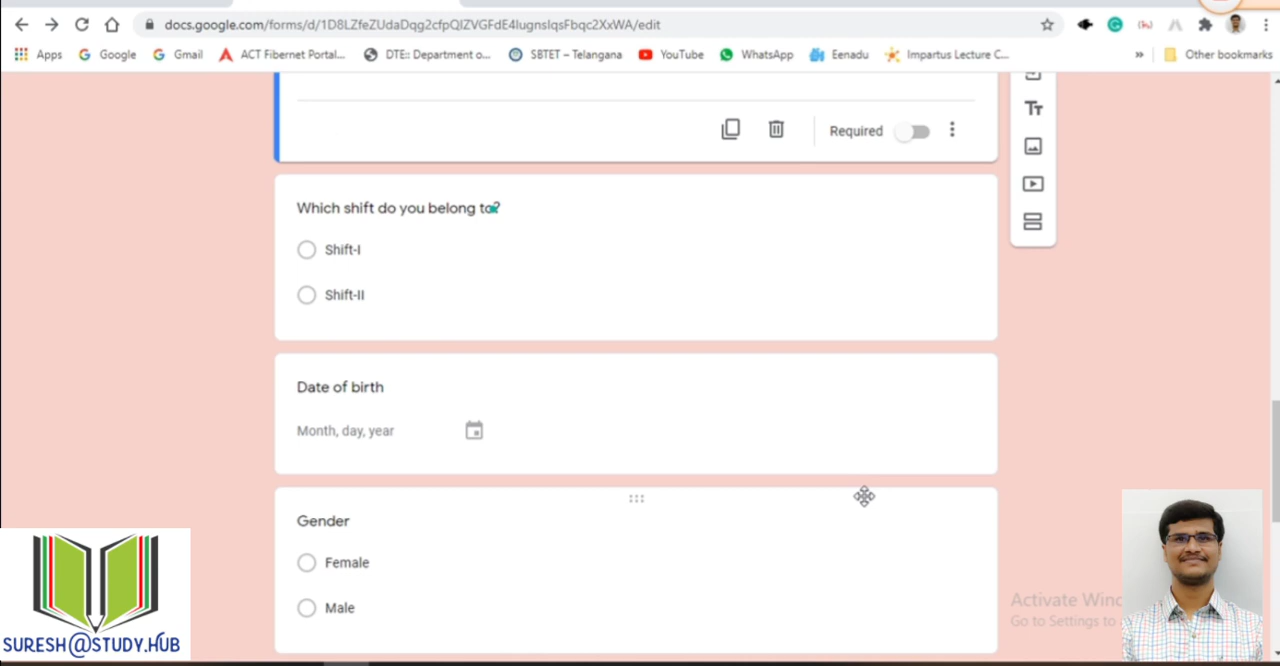 docs.google.com/forms/d/1D8LZfeZUdaDqg2cfpQIZVGFdE4IugnsIqsFbqc2XxWA/edit
Apps Google Gmail ACT Fibernet Portal... DTE:: Department o... SBTET – Telangana YouTube WhatsApp Eenadu Impartus Lecture C... » Other bookmarks
Required
Tt
Which shift do you belong to?
Shift-I
Shift-II
Date of birth
Month, day, year
Gender
Female
Male
Activate Wind
Go to Settings to
SURESH@STUDY.HUB